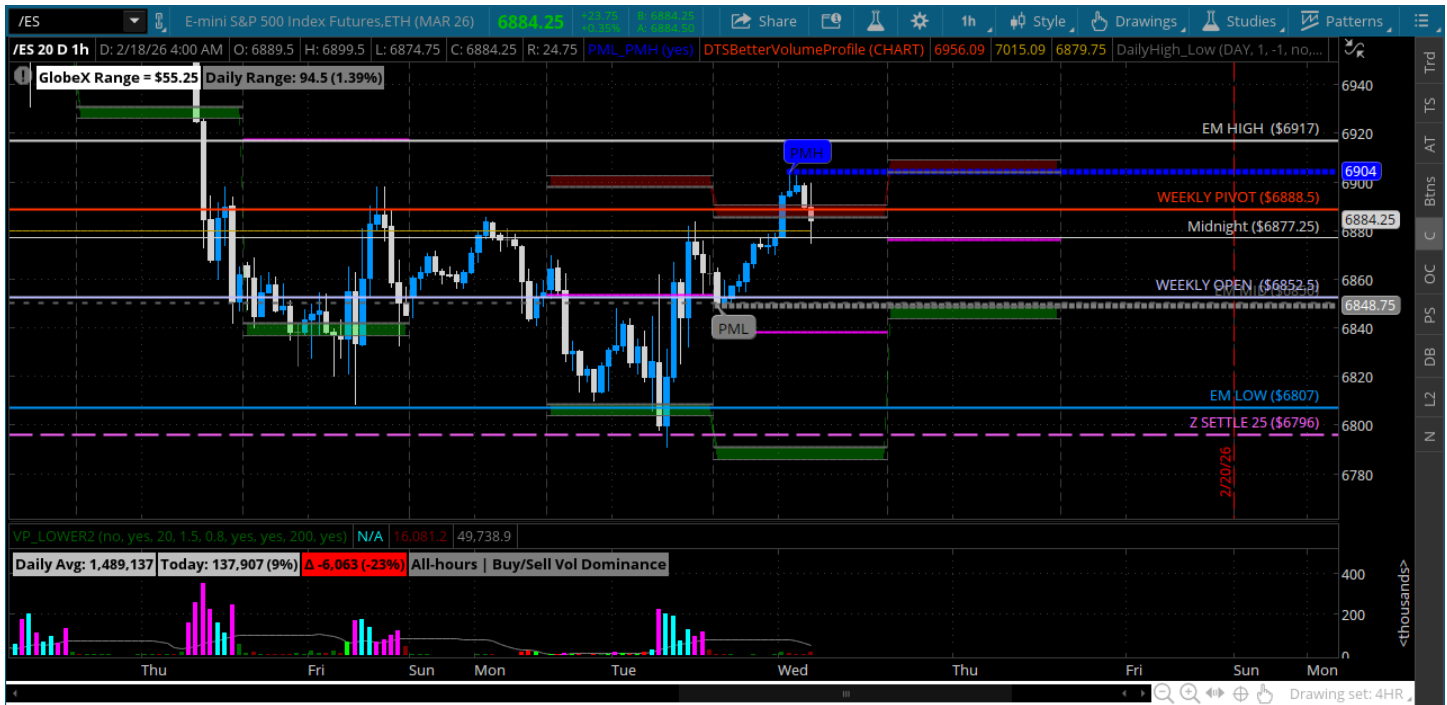 /ES E-mini S&P 500 Index Futures,ETH (MAR 26) 6884.25 +23.75 +0.35% B: 6884.25 A: 6884.50 Share 1h Style Drawings Studies Patterns
/ES 20 D 1h D: 2/18/26 4:00 AM O: 6889.5 H: 6899.5 L: 6874.75 C: 6884.25 R: 24.75 PML_PMH (yes) DTSBetterVolumeProfile (CHART) 6956.09 7015.09 6879.75 DailyHigh_Low (DAY, 1, -1, no,...
GlobeX Range = $55.25 Daily Range: 94.5 (1.39%)
6940
EM HIGH ($6917)
6920
PMH
6904
6900
WEEKLY PIVOT ($6888.5)
6884.25
Midnight ($6877.25)
6880
6860
WEEKLY OPEN ($6852.5)
6848.75
PML
6840
6820
EM LOW ($6807)
Z SETTLE 25 ($6796)
6800
6780
2/20/26
VP_LOWER2 (no, yes, 20, 1.5, 0.8, yes, yes, 200, yes) N/A 16,081.2 49,738.9
Daily Avg: 1,489,137 Today: 137,907 (9%) Δ -6,063 (-23%) All-hours | Buy/Sell Vol Dominance
400
200
0
<thousands>
Thu Fri Sun Mon Tue Wed Thu Fri Sun Mon
Drawing set: 4HR
Trd
TS
AT
Btns
C
OC
PS
DB
L2
N